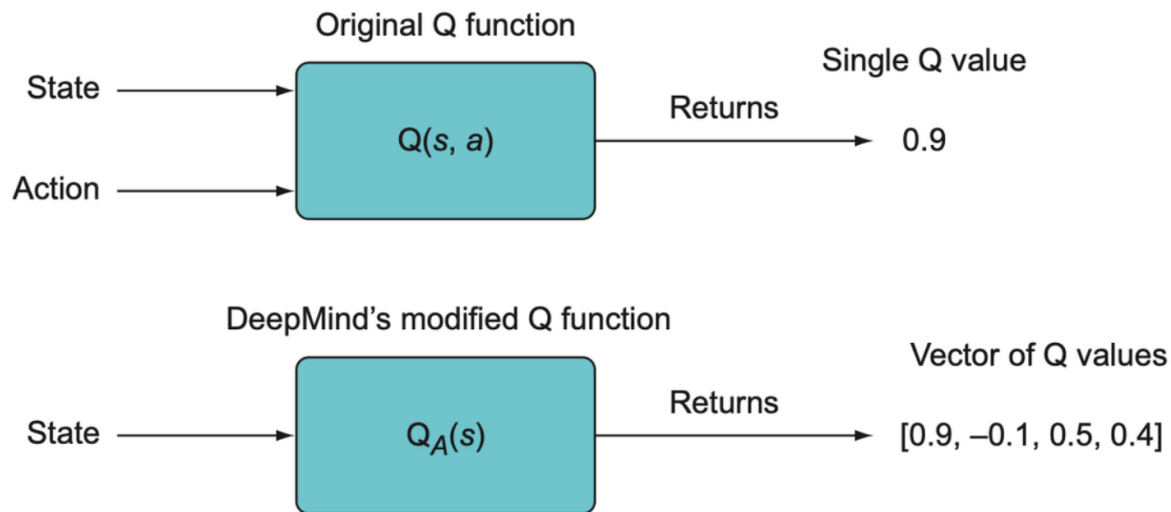 Original Q function
State
Action
Q(s, a)
Returns
Single Q value
0.9
DeepMind’s modified Q function
State
Q_A(s)
Returns
Vector of Q values
[0.9, –0.1, 0.5, 0.4]